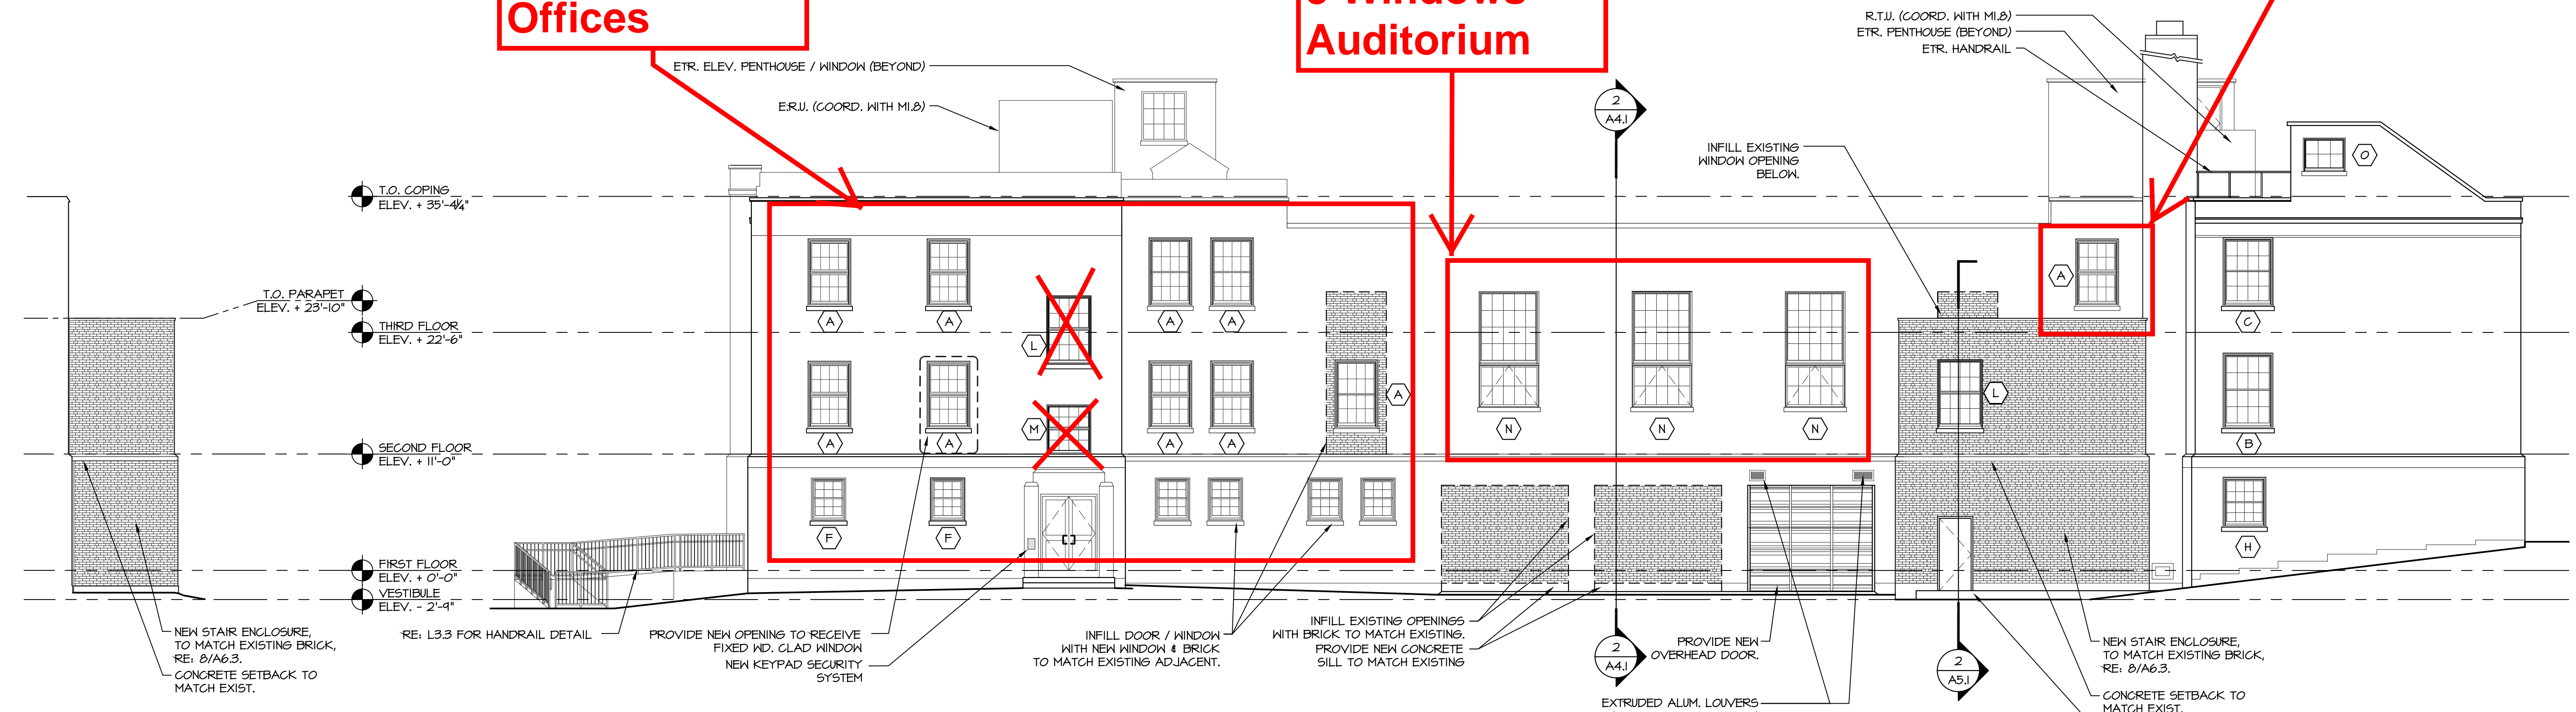 Offices
Auditorium
R.T.U. (COORD. WITH M1.8)
ETR. PENTHOUSE (BEYOND)
ETR. HANDRAIL
ETR. ELEV. PENTHOUSE / WINDOW (BEYOND)
E.R.U. (COORD. WITH M1.8)
2
A4.1
INFILL EXISTING
WINDOW OPENING
BELOW.
O
T.O. COPING
ELEV. + 35'-4¼"
T.O. PARAPET
ELEV. + 23'-10"
THIRD FLOOR
ELEV. + 22'-6"
A
A
L
A
A
A
C
A
A
M
A
A
A
N
N
N
L
B
SECOND FLOOR
ELEV. + 11'-0"
F
F
H
FIRST FLOOR
ELEV. + 0'-0"
VESTIBULE
ELEV. - 2'-9"
NEW STAIR ENCLOSURE,
TO MATCH EXISTING BRICK,
RE: 8/A6.3.
CONCRETE SETBACK TO
MATCH EXIST.
RE: L3.3 FOR HANDRAIL DETAIL
PROVIDE NEW OPENING TO RECEIVE
FIXED WD. CLAD WINDOW
NEW KEYPAD SECURITY
SYSTEM
INFILL DOOR / WINDOW
WITH NEW WINDOW & BRICK
TO MATCH EXISTING ADJACENT.
INFILL EXISTING OPENINGS
WITH BRICK TO MATCH EXISTING.
PROVIDE NEW CONCRETE
SILL TO MATCH EXISTING
2
A4.1
PROVIDE NEW
OVERHEAD DOOR.
EXTRUDED ALUM. LOUVERS
2
A5.1
NEW STAIR ENCLOSURE,
TO MATCH EXISTING BRICK,
RE: 8/A6.3.
CONCRETE SETBACK TO
MATCH EXIST.